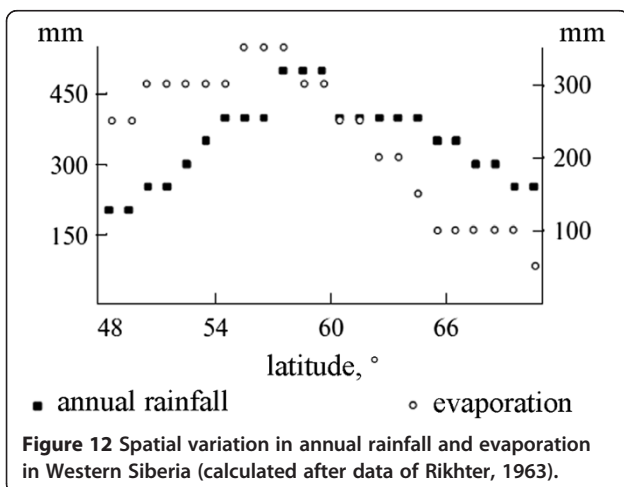 mm mm
450 300
300 200
150 100
48 54 60 66
latitude, °
annual rainfall evaporation
Figure 12 Spatial variation in annual rainfall and evaporation
in Western Siberia (calculated after data of Rikhter, 1963).